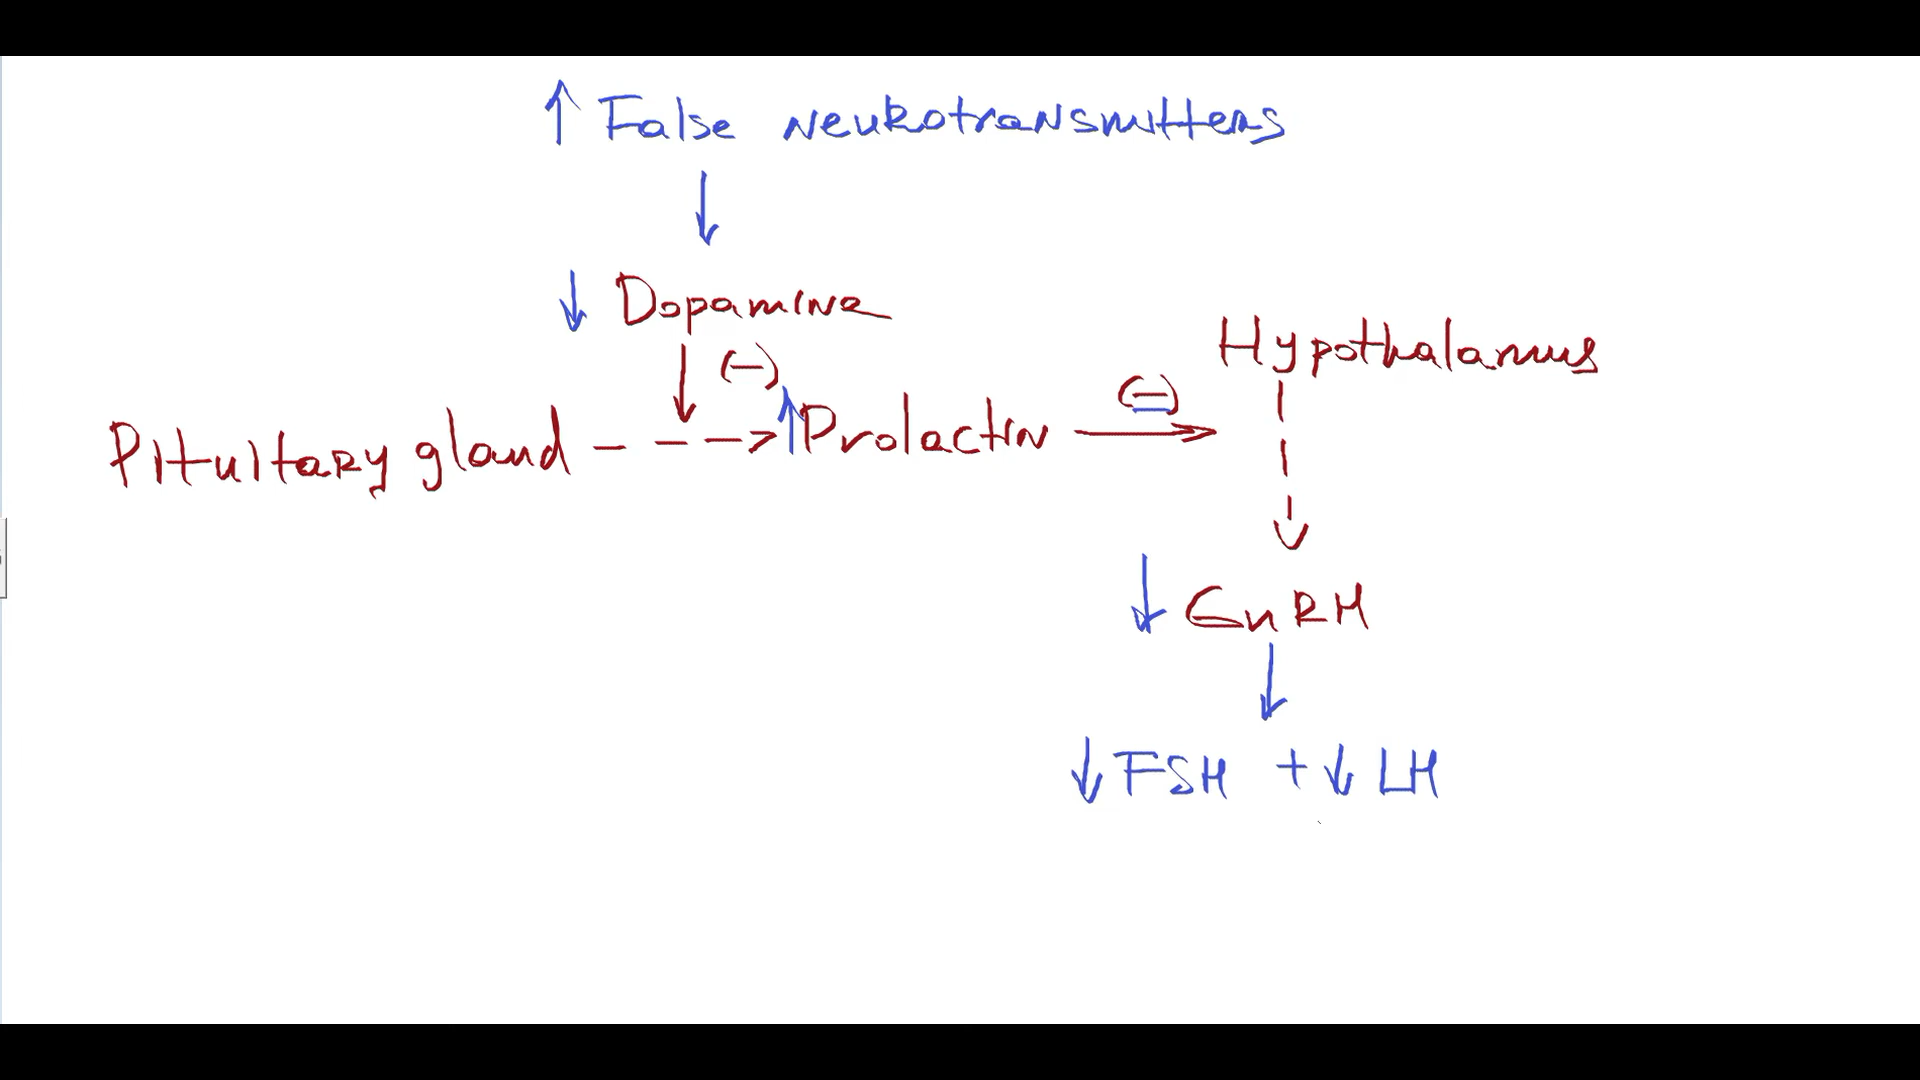 ↑ False neurotransmitters
↓
↓ Dopamine
↓ (-)
Hypothalamus
Pituitary gland - - -> ↑ Prolactin (-) →
↓ GnRH
↓
↓ FSH + ↓ LH